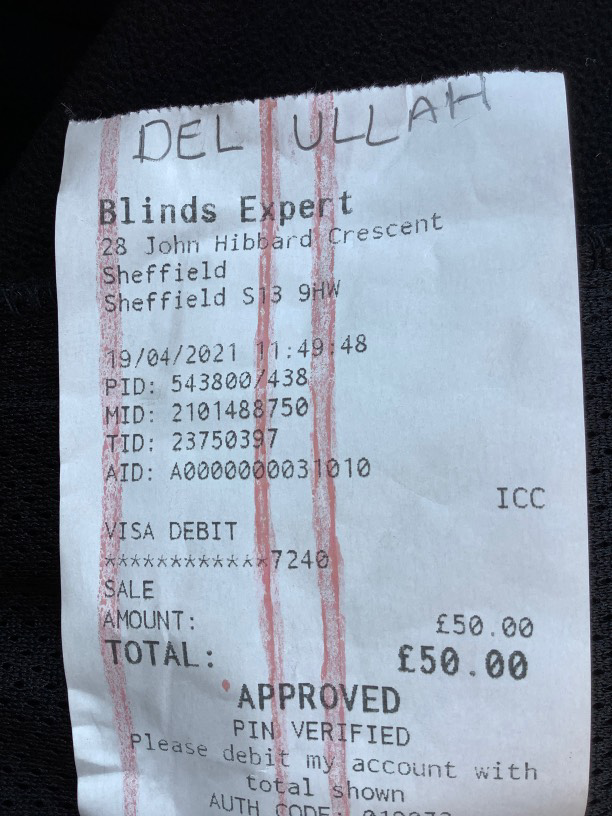 DEL ULLAH
Blinds Expert
28 John Hibbard Crescent
Sheffield
Sheffield S13 9HW
19/04/2021 11:49:48
PID: 543800/438
MID: 2101488750
TID: 23750397
AID: A0000000031010
ICC
VISA DEBIT
************7240
SALE
AMOUNT: £50.00
TOTAL: £50.00
APPROVED
PIN VERIFIED
Please debit my account with
total shown
AUTH CODE: